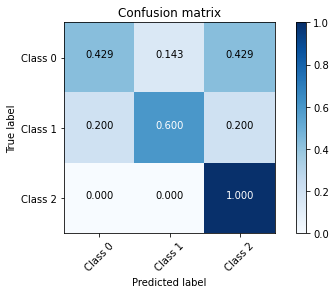 Confusion matrix
1.0
Class 0 0.429 0.143 0.429
0.8
0.6
True label
Class 1 0.200 0.600 0.200
0.4
0.2
Class 2 0.000 0.000 1.000
0.0
Class 0 Class 1 Class 2
Predicted label